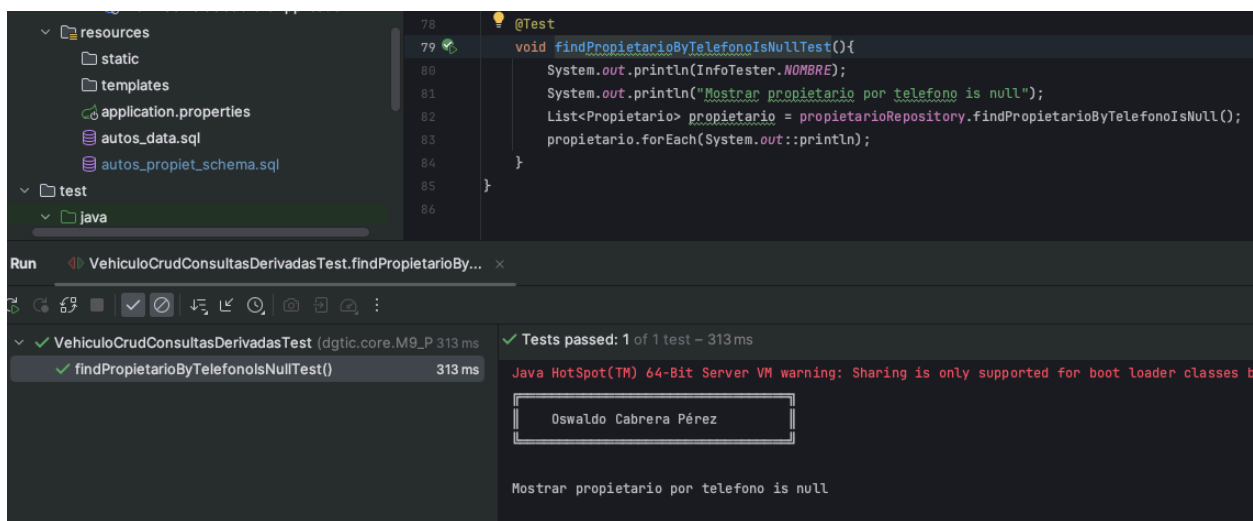 resources
static
templates
application.properties
autos_data.sql
autos_propiet_schema.sql
test
java
78 @Test
79 void findPropietarioByTelefonoIsNullTest(){
80 System.out.println(InfoTester.NOMBRE);
81 System.out.println("Mostrar propietario por telefono is null");
82 List<Propietario> propietario = propietarioRepository.findPropietarioByTelefonoIsNull();
83 propietario.forEach(System.out::println);
84 }
85 }
86
Run VehiculoCrudConsultasDerivadasTest.findPropietarioBy...
VehiculoCrudConsultasDerivadasTest (dgtic.core.M9_P 313 ms
findPropietarioByTelefonoIsNullTest() 313 ms
Tests passed: 1 of 1 test – 313 ms
Java HotSpot(TM) 64-Bit Server VM warning: Sharing is only supported for boot loader classes b
Oswaldo Cabrera Pérez
Mostrar propietario por telefono is null